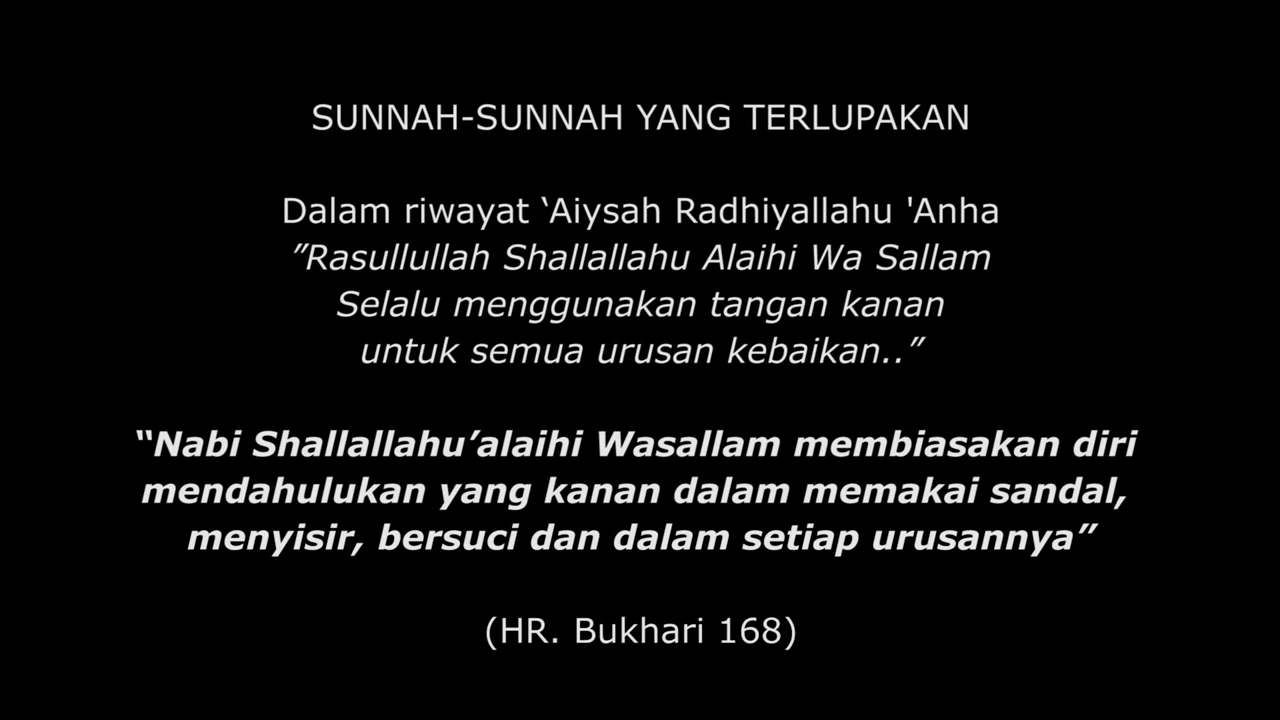 SUNNAH-SUNNAH YANG TERLUPAKAN
Dalam riwayat ‘Aiysah Radhiyallahu 'Anha
”Rasullullah Shallallahu Alaihi Wa Sallam
Selalu menggunakan tangan kanan
untuk semua urusan kebaikan..”
“Nabi Shallallahu’alaihi Wasallam membiasakan diri
mendahulukan yang kanan dalam memakai sandal,
menyisir, bersuci dan dalam setiap urusannya”
(HR. Bukhari 168)